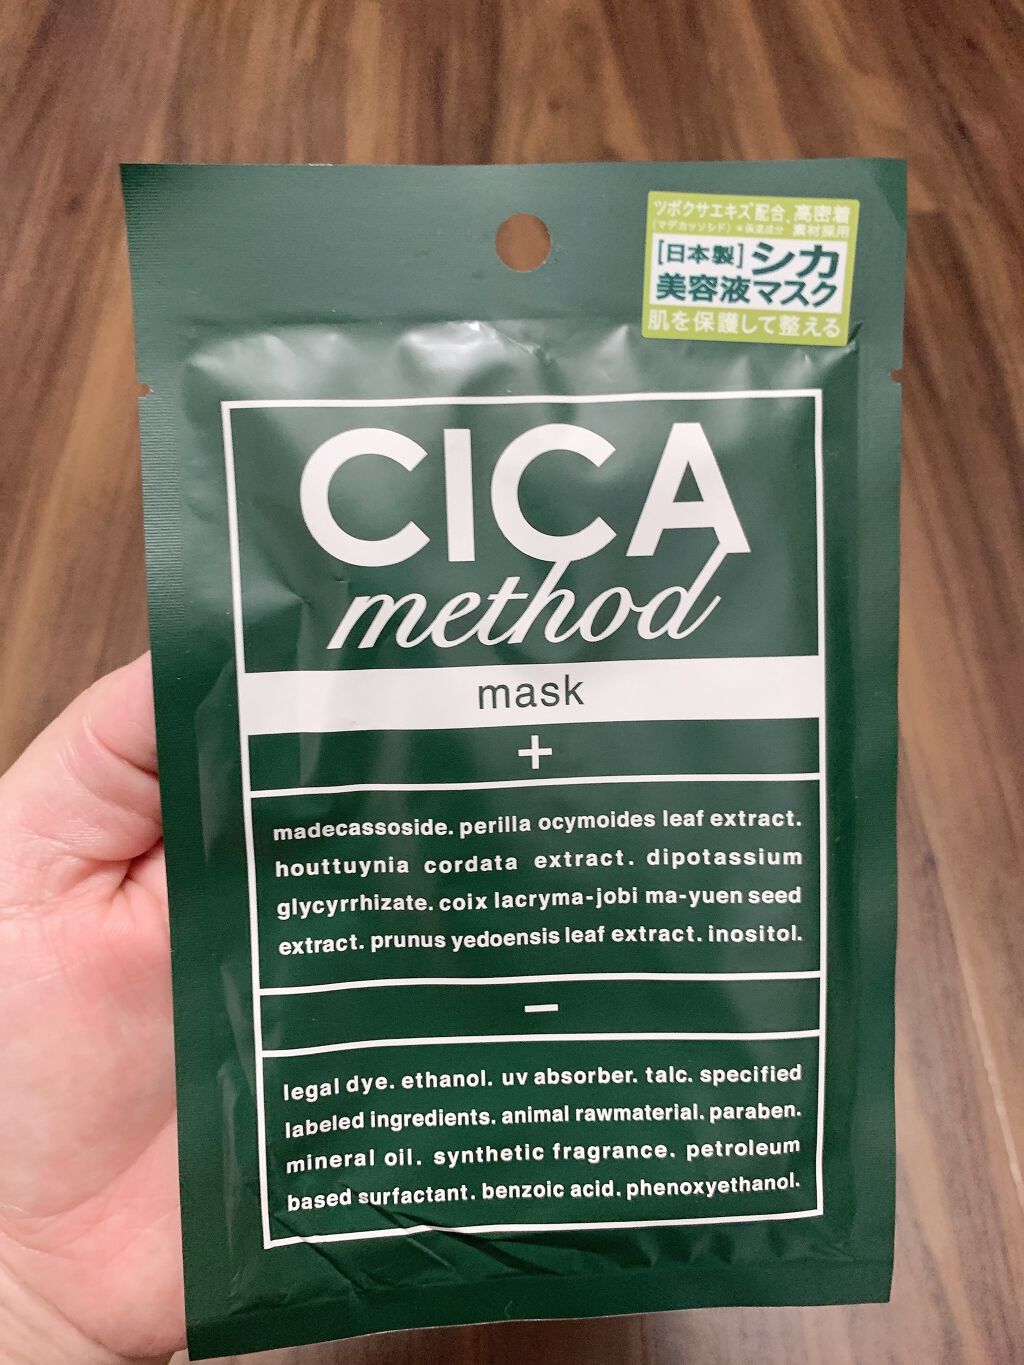 ツボクサエキス*配合、高密着
(マデカッソシド) *保湿成分 素材採用
[日本製]シカ
美容液マスク
肌を保護して整える
CICA
method
mask
+
madecassoside. perilla ocymoides leaf extract.
houttuynia cordata extract. dipotassium
glycyrrhizate. coix lacryma-jobi ma-yuen seed
extract. prunus yedoensis leaf extract. inositol.
−
legal dye. ethanol. uv absorber. talc. specified
labeled ingredients. animal rawmaterial. paraben.
mineral oil. synthetic fragrance. petroleum
based surfactant. benzoic acid. phenoxyethanol.